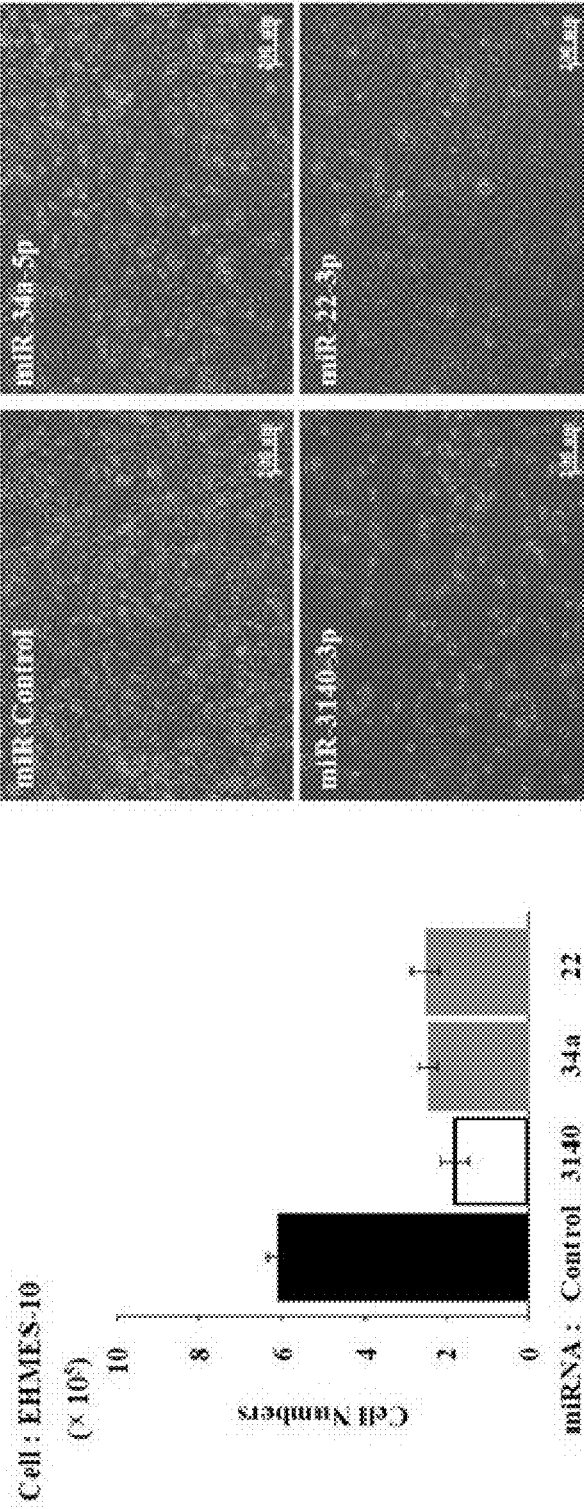 Cell : EHMES-10
(× 10⁵)
Cell Numbers
10
8
6
4
2
0
miRNA : Control 3140 34a 22
miR-Control
miR-34a-5p
miR-3140-3p
miR-22-3p